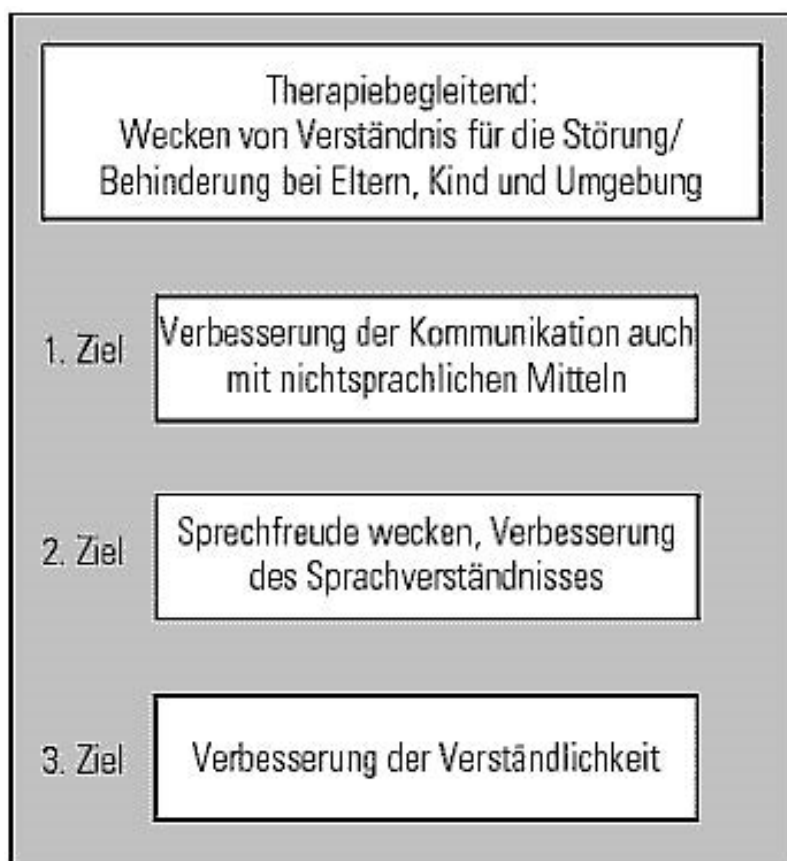 Therapiebegleitend:
Wecken von Verständnis für die Störung/
Behinderung bei Eltern, Kind und Umgebung
1. Ziel
Verbesserung der Kommunikation auch
mit nichtsprachlichen Mitteln
2. Ziel
Sprechfreude wecken, Verbesserung
des Sprachverständnisses
3. Ziel
Verbesserung der Verständlichkeit